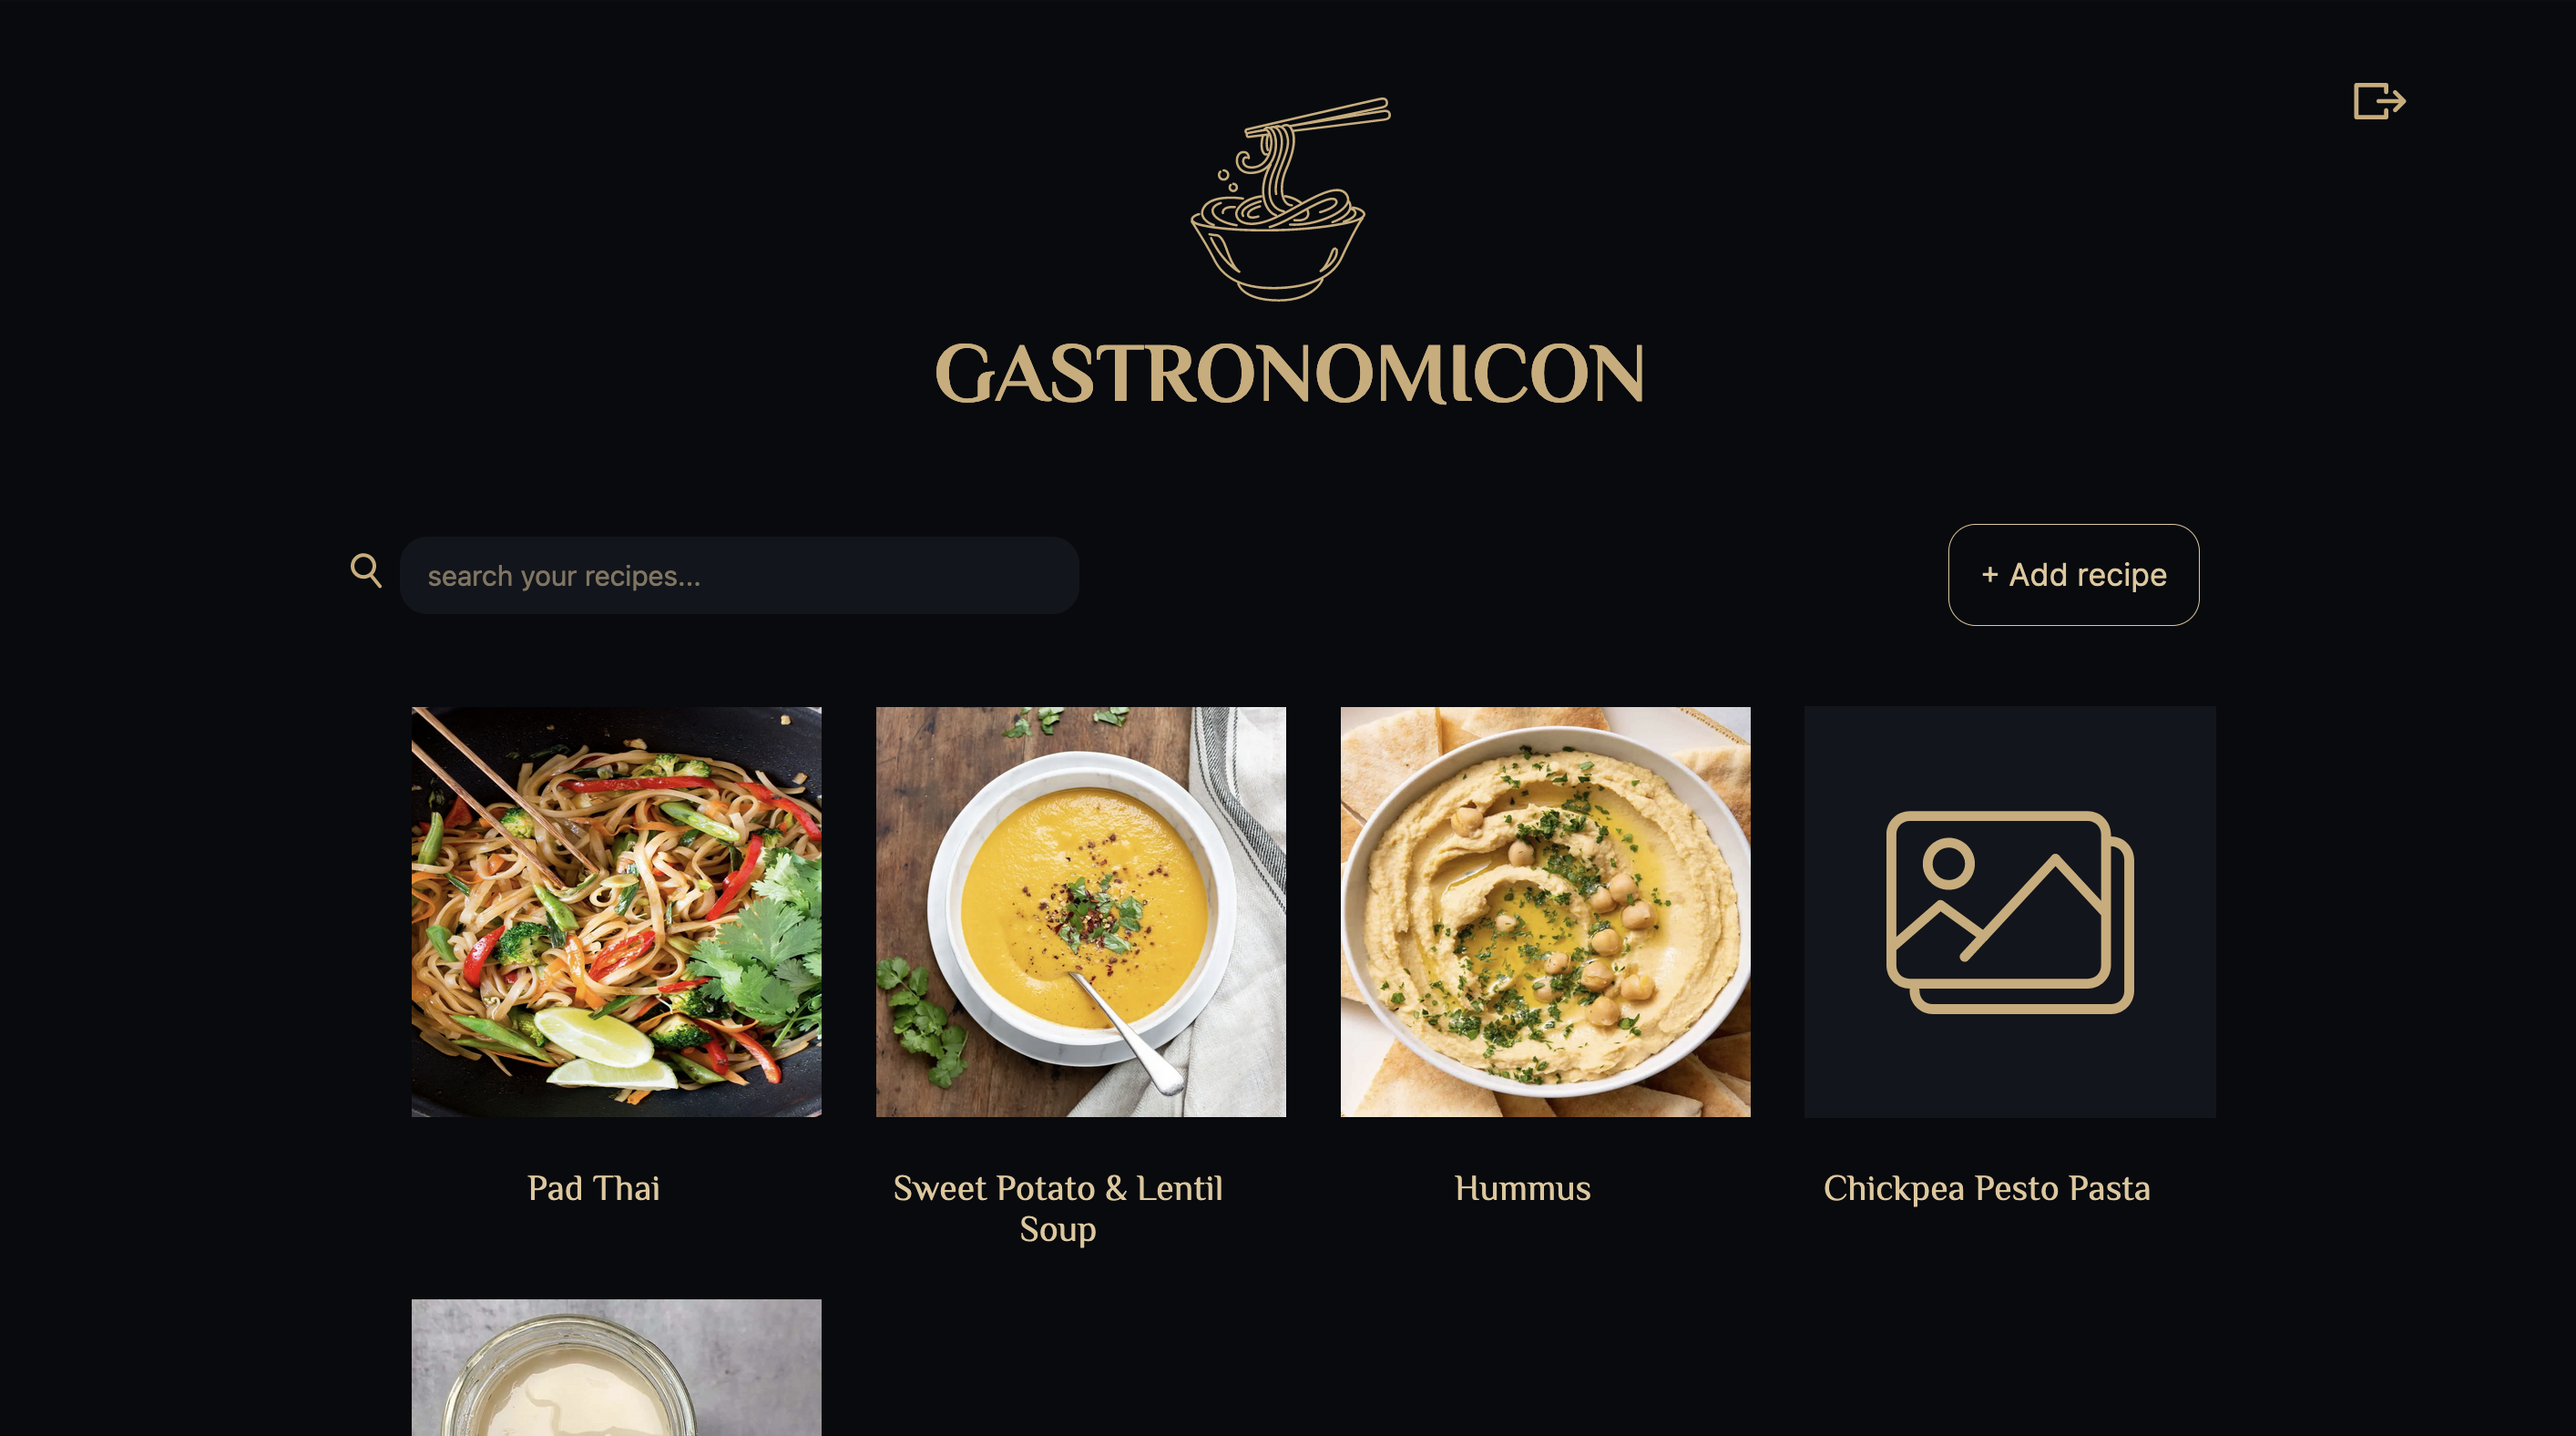 GASTRONOMICON
search your recipes...
+ Add recipe
Pad Thai
Sweet Potato & Lentil
Soup
Hummus
Chickpea Pesto Pasta